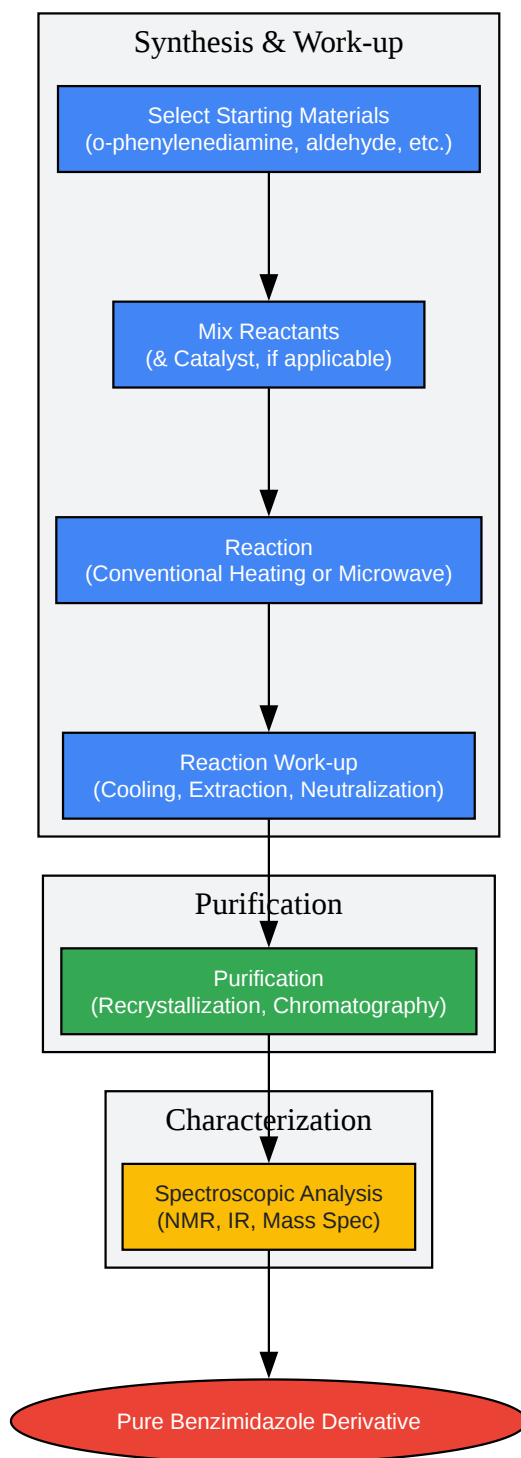 Synthesis & Work-up
Select Starting Materials
(o-phenylenediamine, aldehyde, etc.)
Mix Reactants
(& Catalyst, if applicable)
Reaction
(Conventional Heating or Microwave)
Reaction Work-up
(Cooling, Extraction, Neutralization)
Purification
Purification
(Recrystallization, Chromatography)
Characterization
Spectroscopic Analysis
(NMR, IR, Mass Spec)
Pure Benzimidazole Derivative